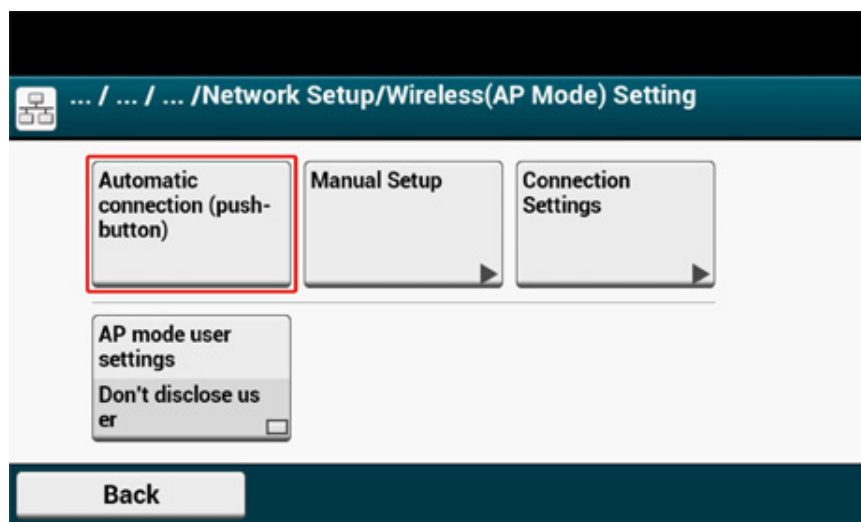 ... / ... / ... /Network Setup/Wireless(AP Mode) Setting
Automatic
connection (push-
button)
Manual Setup
Connection
Settings
AP mode user
settings
Don't disclose us
er
Back